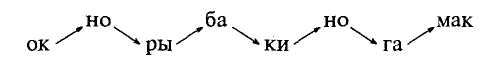 но ба но мак
ок ры ки га